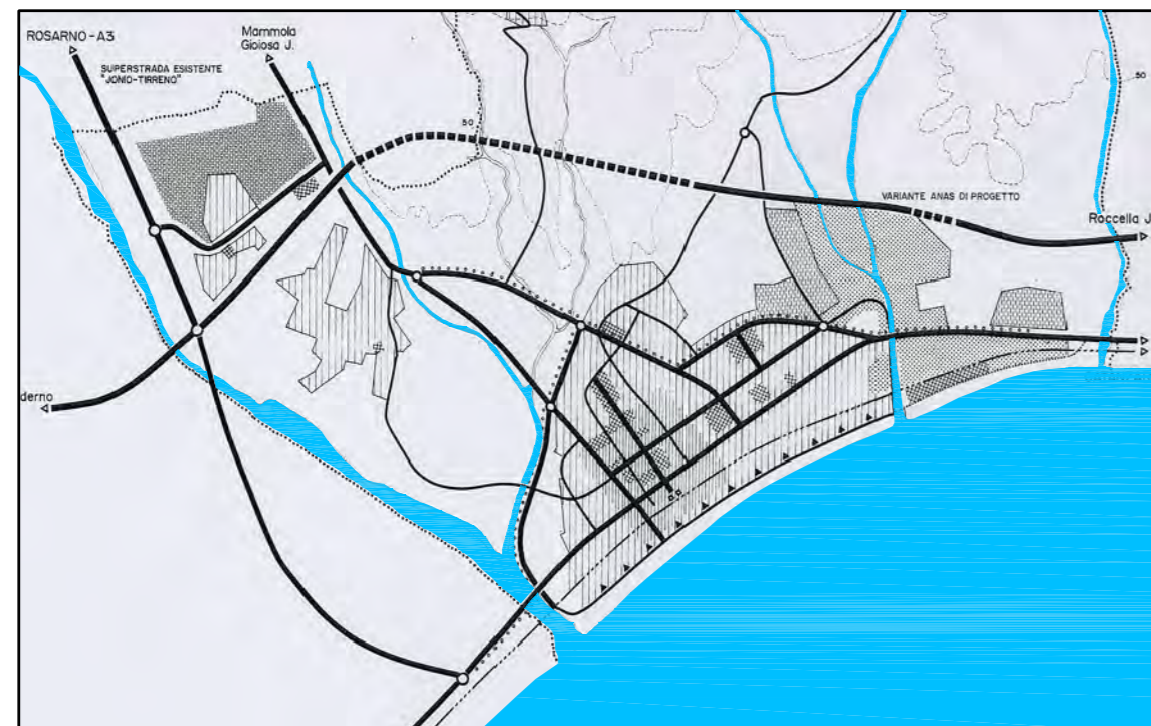 ROSARNO-A3
Mammola
Gioiosa J.
SUPERSTRADA ESISTENTE
"JONIO-TIRRENO"
50
50
VARIANTE ANAS DI PROGETTO
Roccella J.
derno